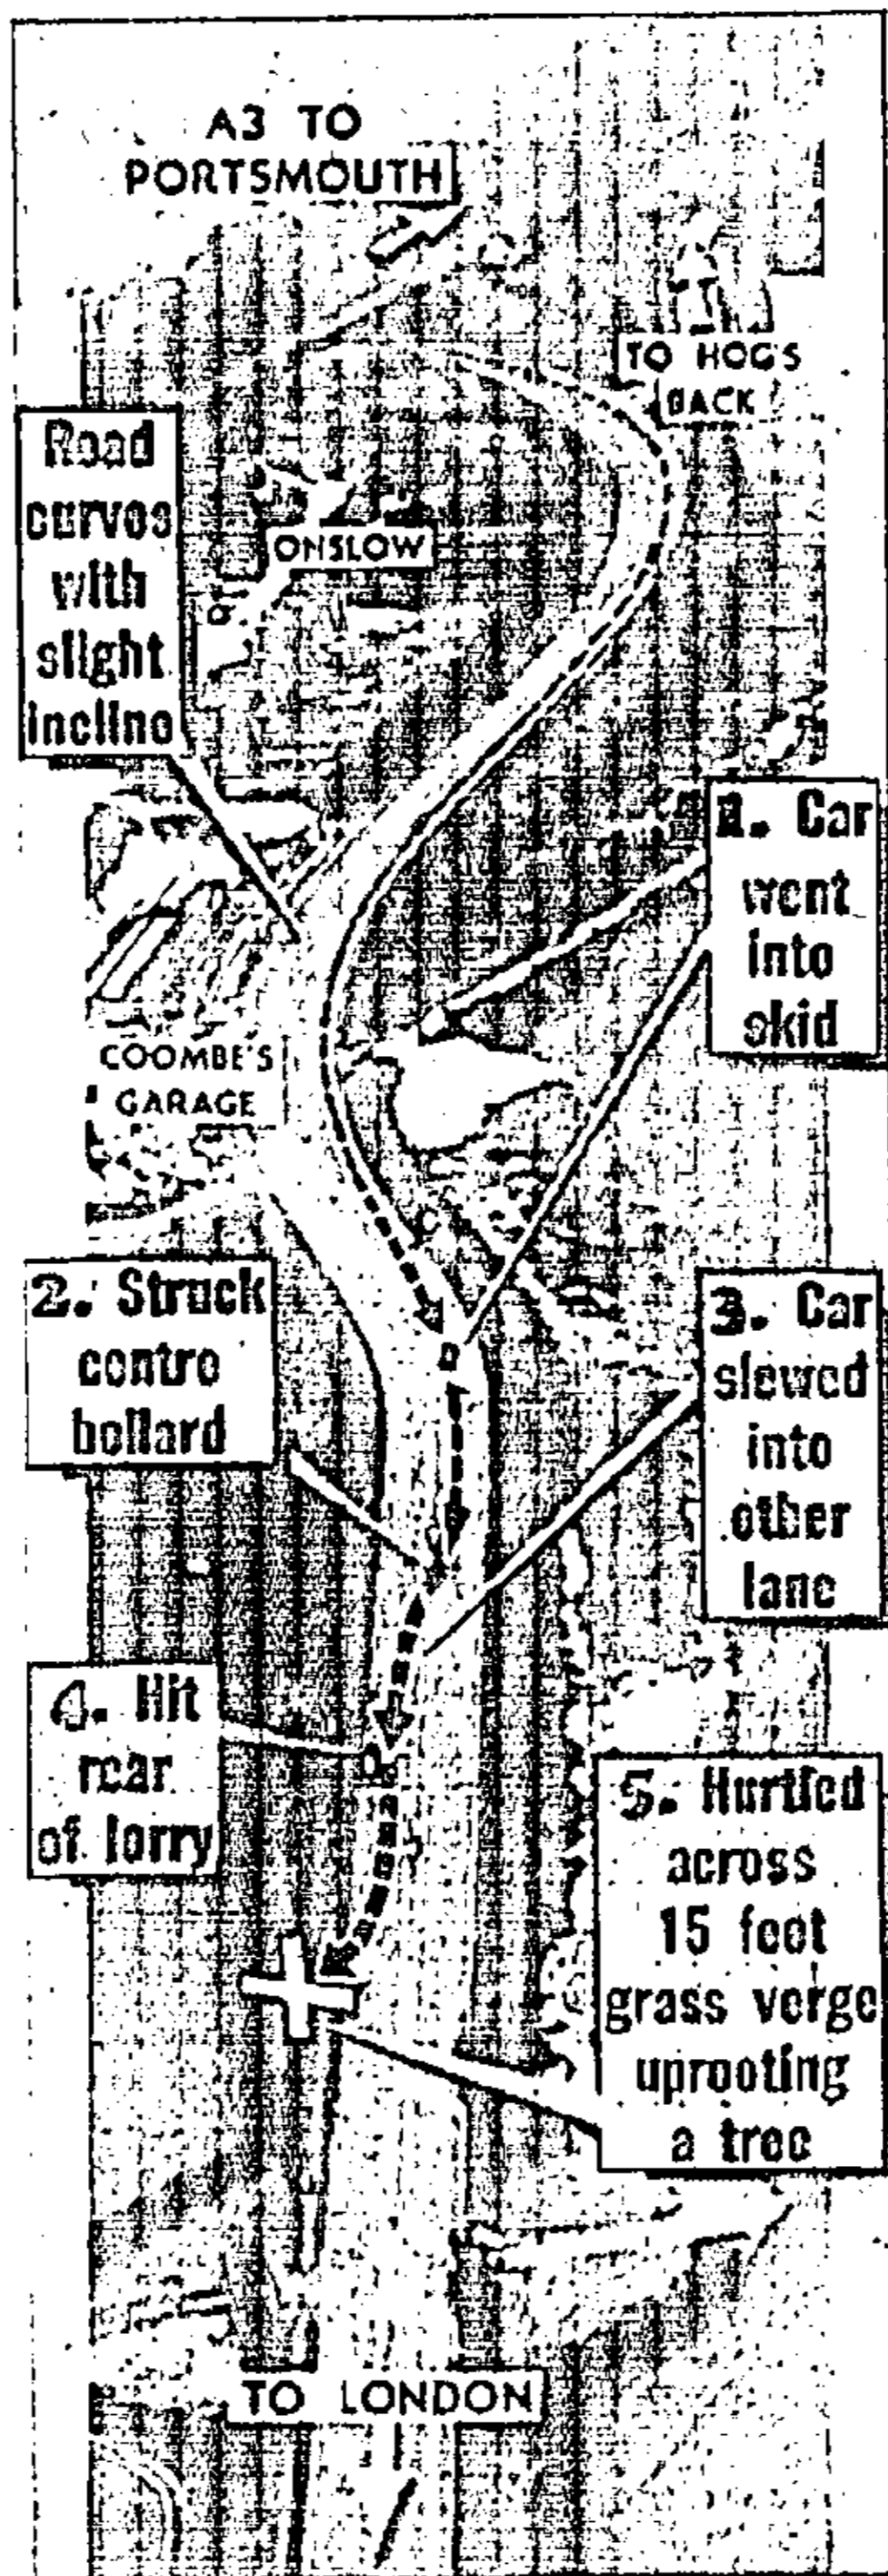 A3 TO
PORTSMOUTH
TO HOG'S
BACK
Road
curves
with
slight
incline
ONSLOW
1. Car
went
into
skid
COOMBE'S
GARAGE
2. Struck
centre
bollard
3. Car
slewed
into
other
lane
4. Hit
rear
of lorry
5. Hurtled
across
15 feet
grass verge
uprooting
a tree
TO LONDON